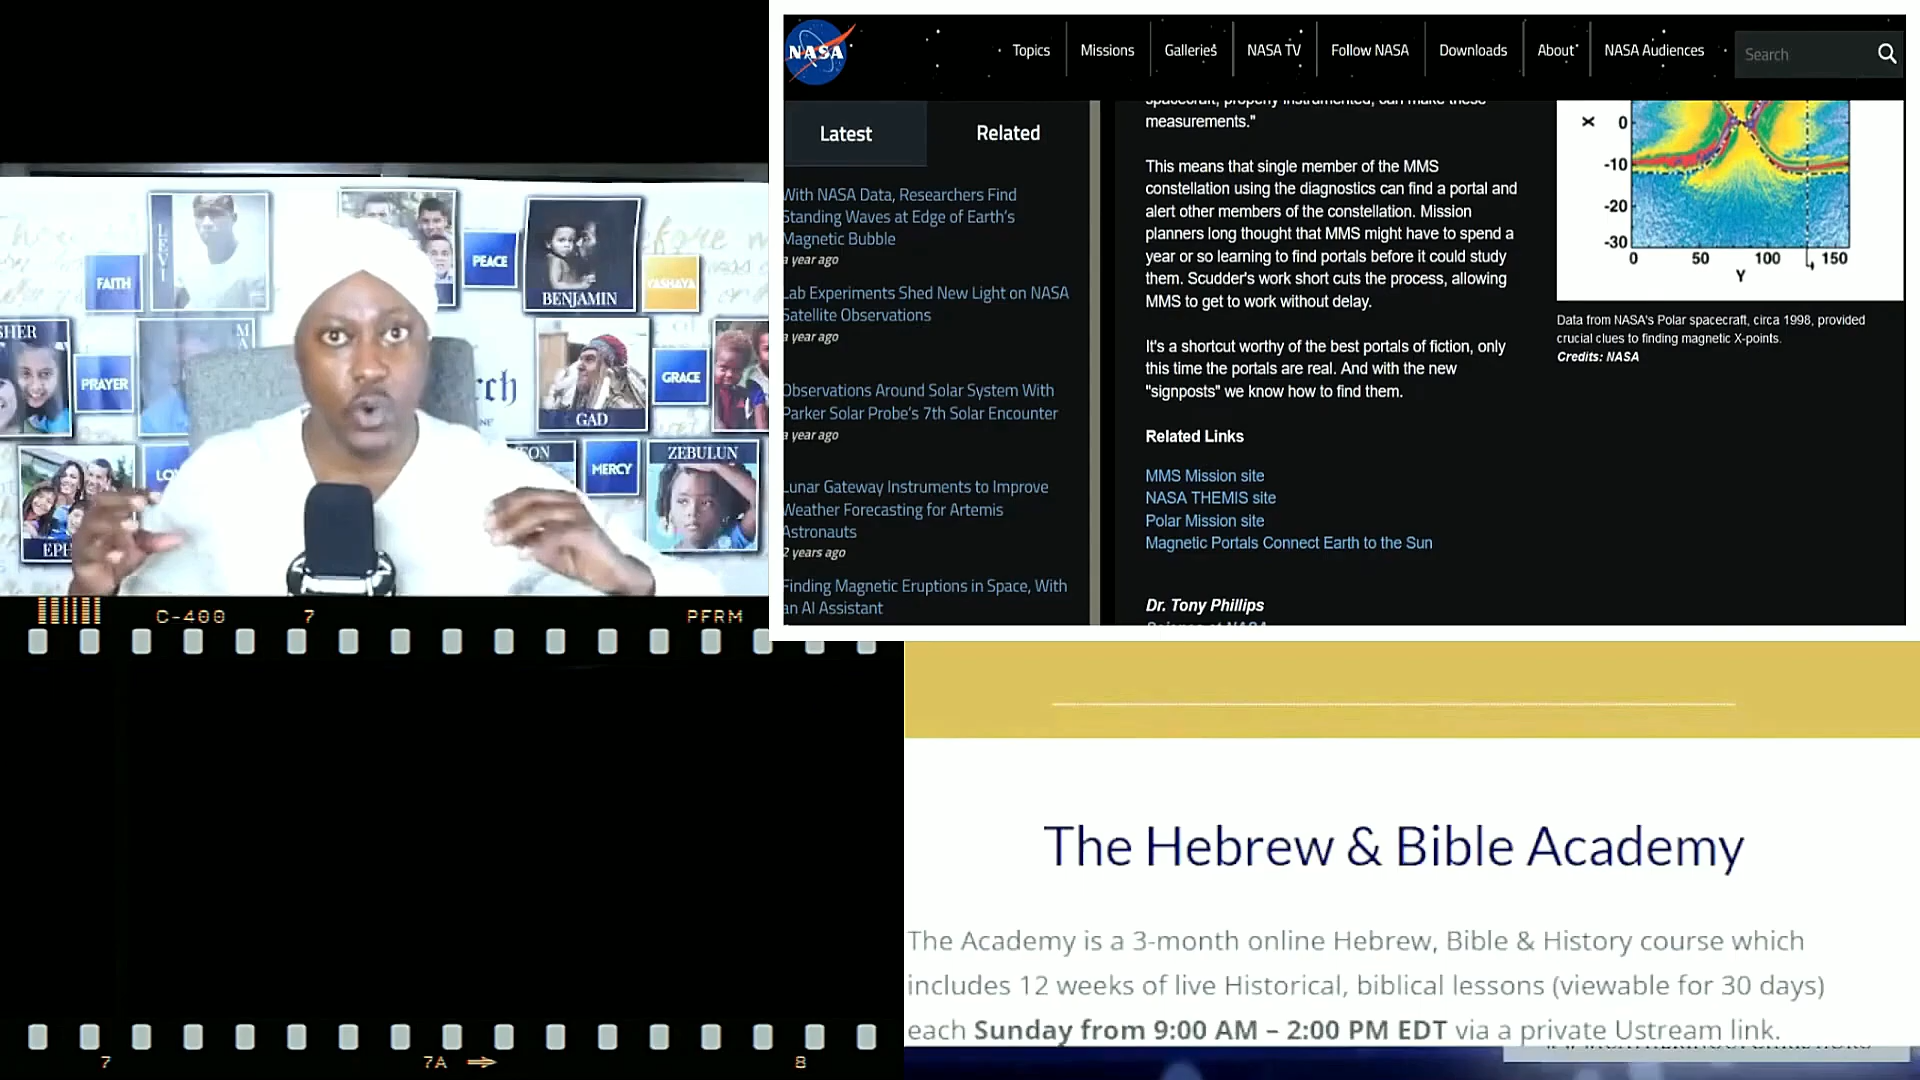 LEVI
PEACE
BENJAMIN
YASHAYA
FAITH
PRAYER
GAD
GRACE
MERCY
ZEBULUN
C-400
7
PFRM
7
7A
8
NASA
Topics
Missions
Galleries
NASA TV
Follow NASA
Downloads
About
NASA Audiences
Search
Latest
Related
With NASA Data, Researchers Find
Standing Waves at Edge of Earth's
Magnetic Bubble
a year ago
Lab Experiments Shed New Light on NASA
Satellite Observations
a year ago
Observations Around Solar System With
Parker Solar Probe's 7th Solar Encounter
a year ago
Lunar Gateway Instruments to Improve
Weather Forecasting for Artemis
Astronauts
2 years ago
Finding Magnetic Eruptions in Space, With
an AI Assistant
spacecraft, properly instrumented, can make these
measurements."
This means that single member of the MMS
constellation using the diagnostics can find a portal and
alert other members of the constellation. Mission
planners long thought that MMS might have to spend a
year or so learning to find portals before it could study
them. Scudder's work short cuts the process, allowing
MMS to get to work without delay.
It's a shortcut worthy of the best portals of fiction, only
this time the portals are real. And with the new
"signposts" we know how to find them.
Related Links
MMS Mission site
NASA THEMIS site
Polar Mission site
Magnetic Portals Connect Earth to the Sun
Dr. Tony Phillips
X
0
-10
-20
-30
0
50
100
150
Y
Data from NASA's Polar spacecraft, circa 1998, provided
crucial clues to finding magnetic X-points.
Credits: NASA
The Hebrew & Bible Academy
The Academy is a 3-month online Hebrew, Bible & History course which
includes 12 weeks of live Historical, biblical lessons (viewable for 30 days)
each Sunday from 9:00 AM – 2:00 PM EDT via a private Ustream link.